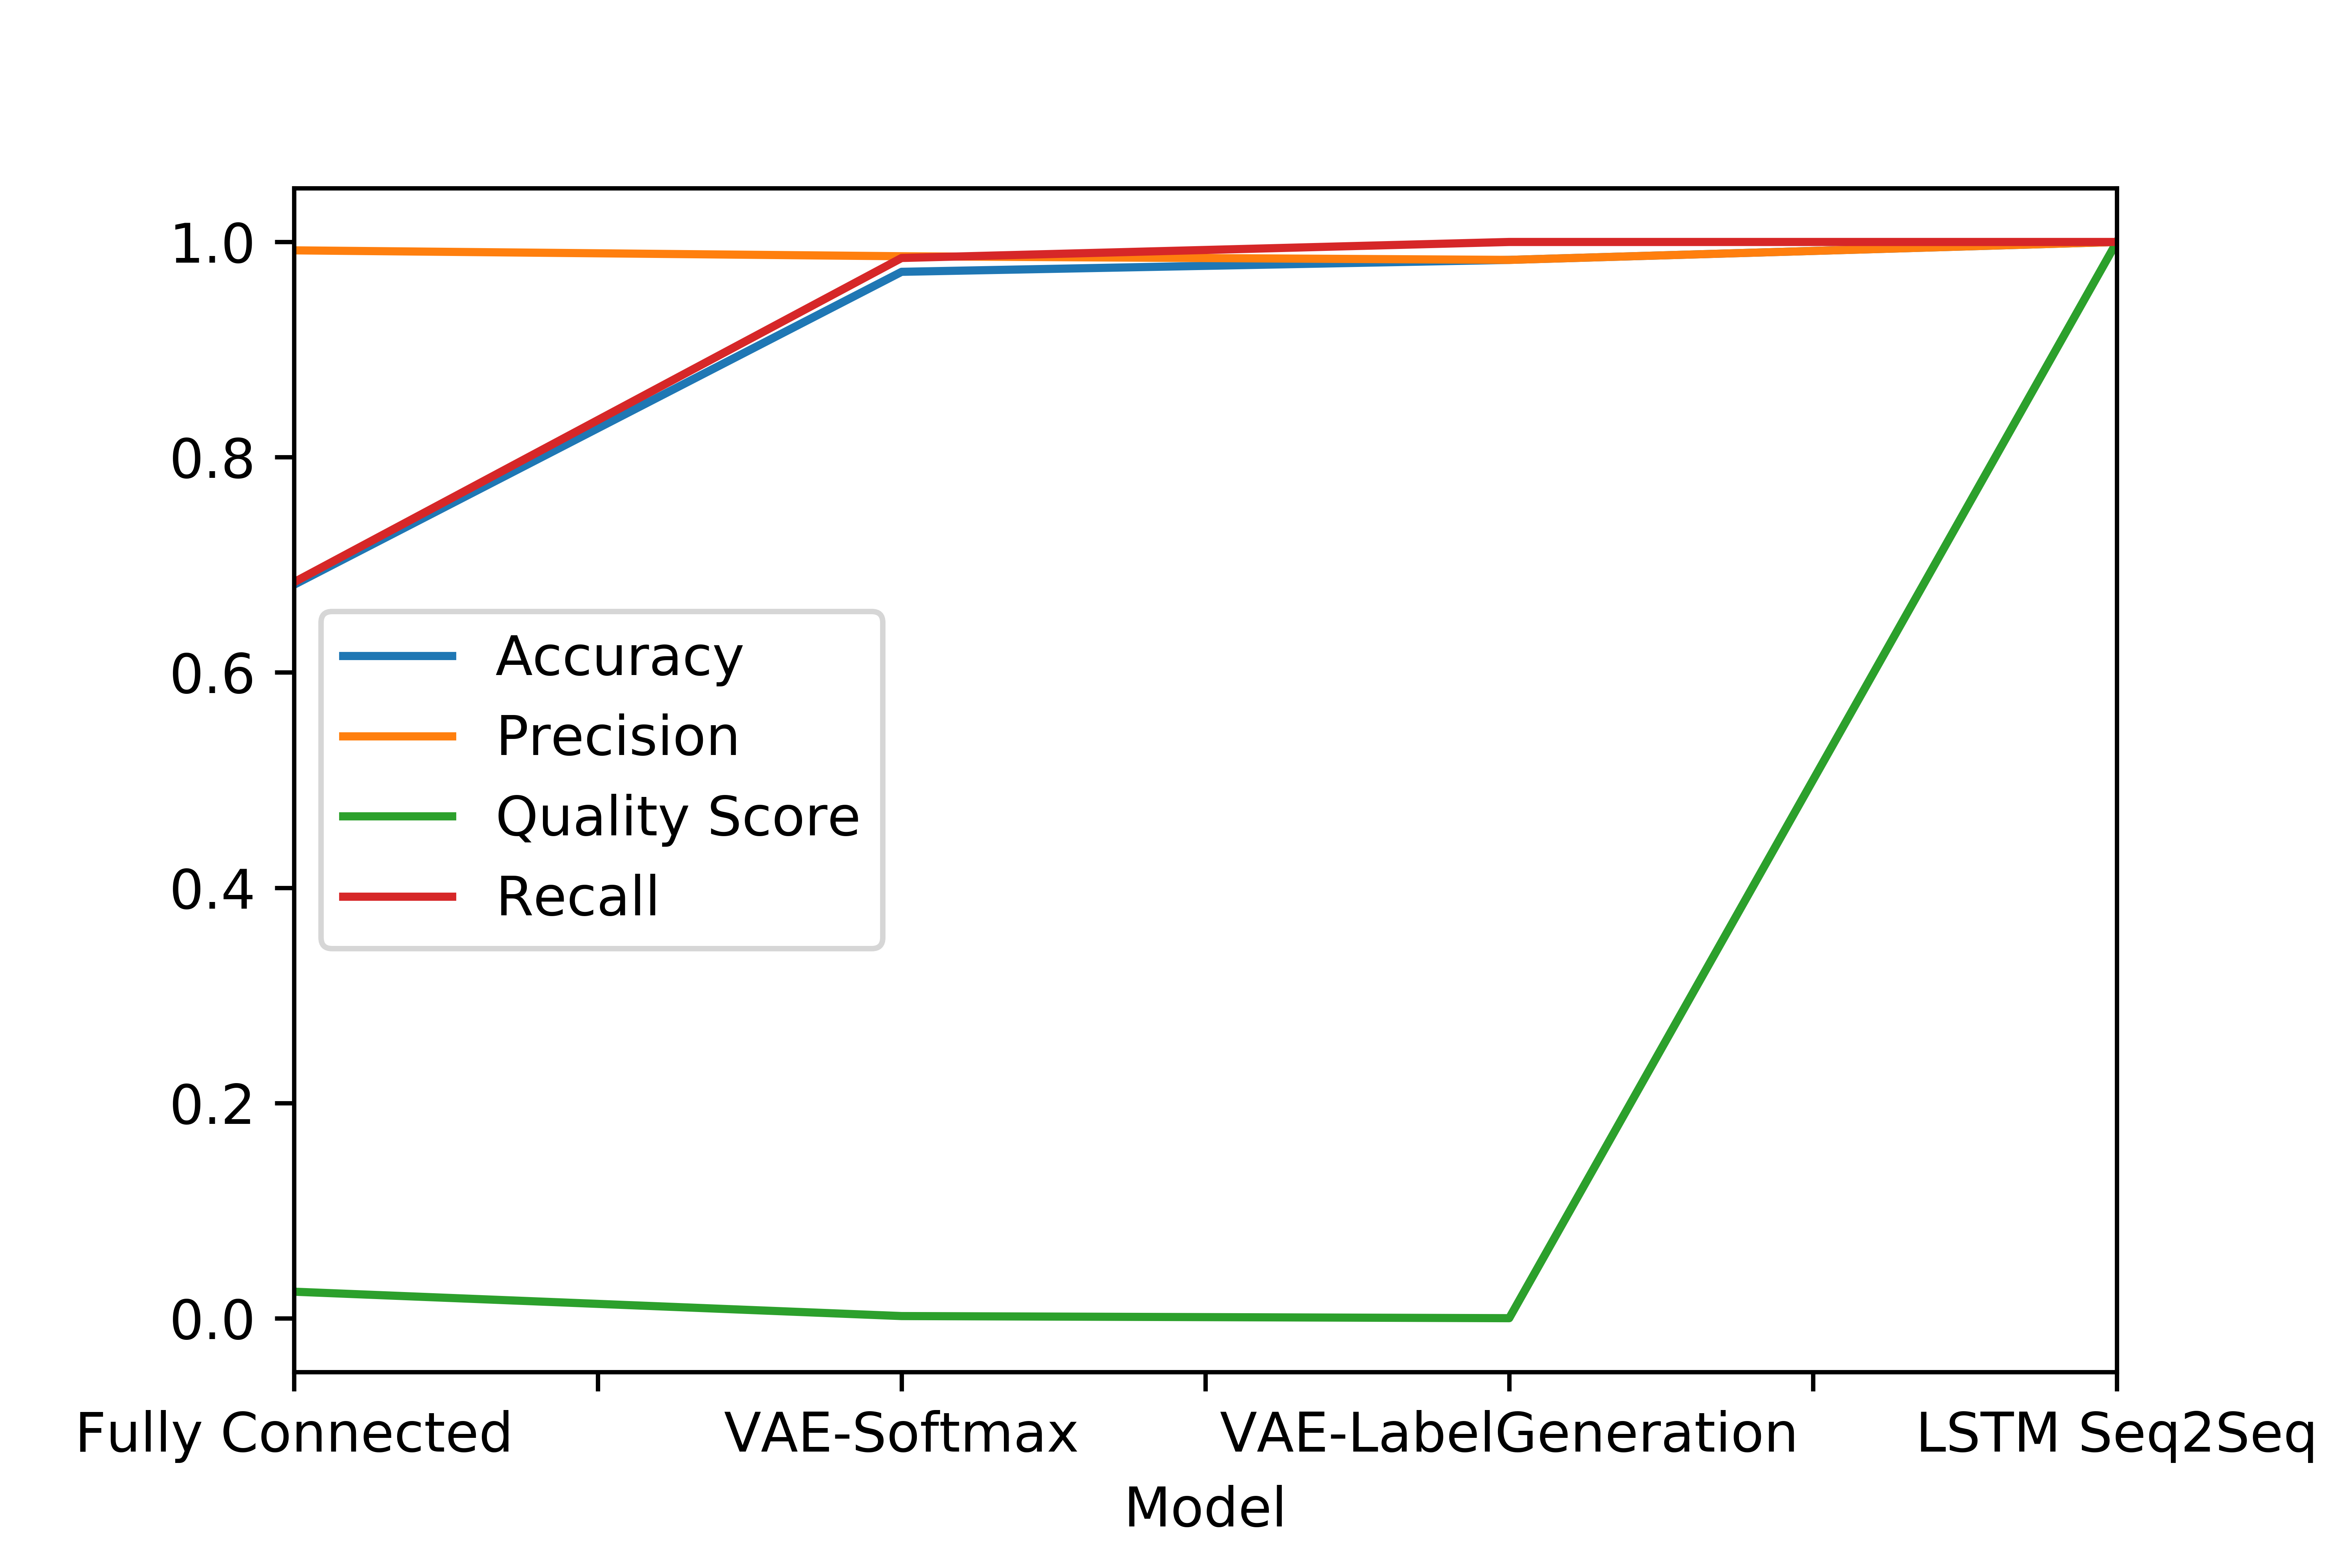 1.0
0.8
0.6
0.4
0.2
0.0
Accuracy
Precision
Quality Score
Recall
Fully Connected VAE-Softmax VAE-LabelGeneration LSTM Seq2Seq
Model